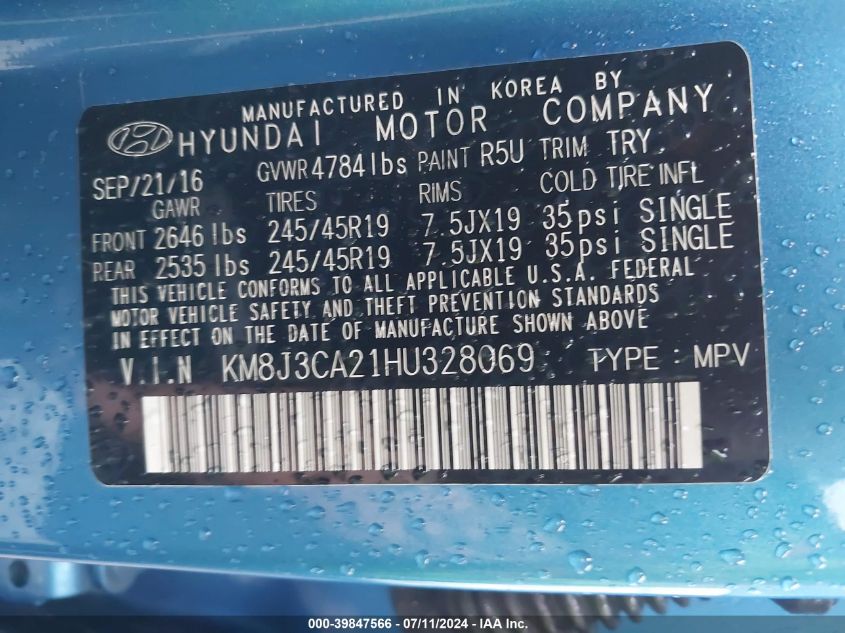 MANUFACTURED IN KOREA BY
HYUNDAI MOTOR COMPANY
SEP/21/16 GVWR 4784 lbs PAINT R5U TRIM TRY
GAWR TIRES RIMS COLD TIRE INFL
FRONT 2646 lbs 245/45R19 7.5JX19 35psi SINGLE
REAR 2535 lbs 245/45R19 7.5JX19 35psi SINGLE
THIS VEHICLE CONFORMS TO ALL APPLICABLE U.S.A. FEDERAL
MOTOR VEHICLE SAFETY AND THEFT PREVENTION STANDARDS
IN EFFECT ON THE DATE OF MANUFACTURE SHOWN ABOVE.
V.I.N KM8J3CA21HU328069 TYPE : MPV
000-39847566 - 07/11/2024 - IAA Inc.